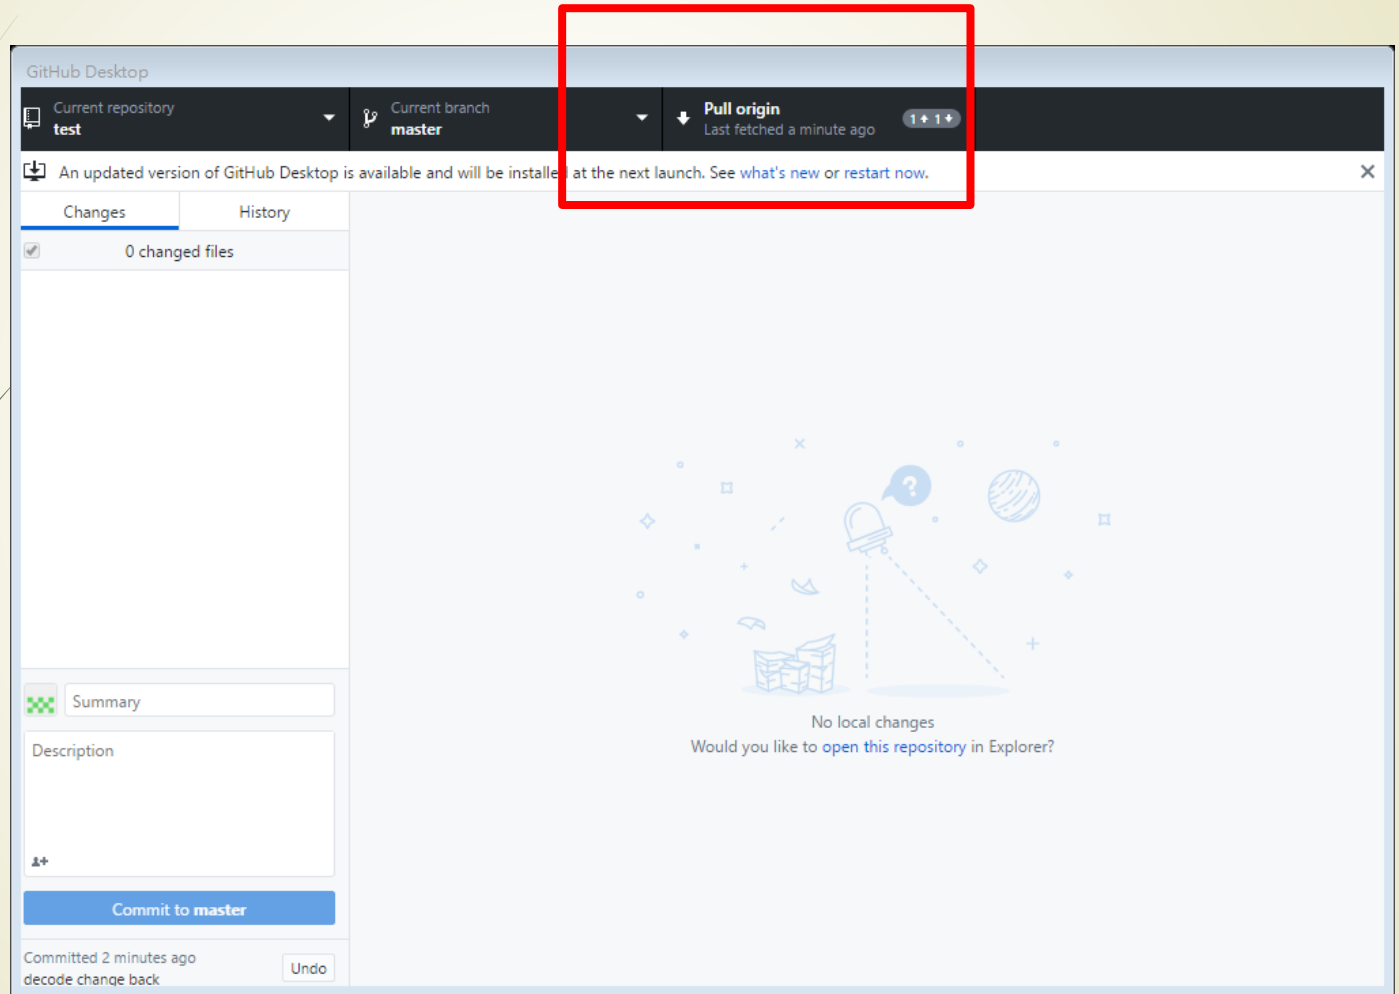 GitHub Desktop
Current repository
test
Current branch
master
Pull origin
Last fetched a minute ago
1 ↑ 1 ↓
An updated version of GitHub Desktop is available and will be installed at the next launch. See what's new or restart now.
Changes
History
0 changed files
?
No local changes
Would you like to open this repository in Explorer?
Summary
Description
Commit to master
Committed 2 minutes ago
decode change back
Undo